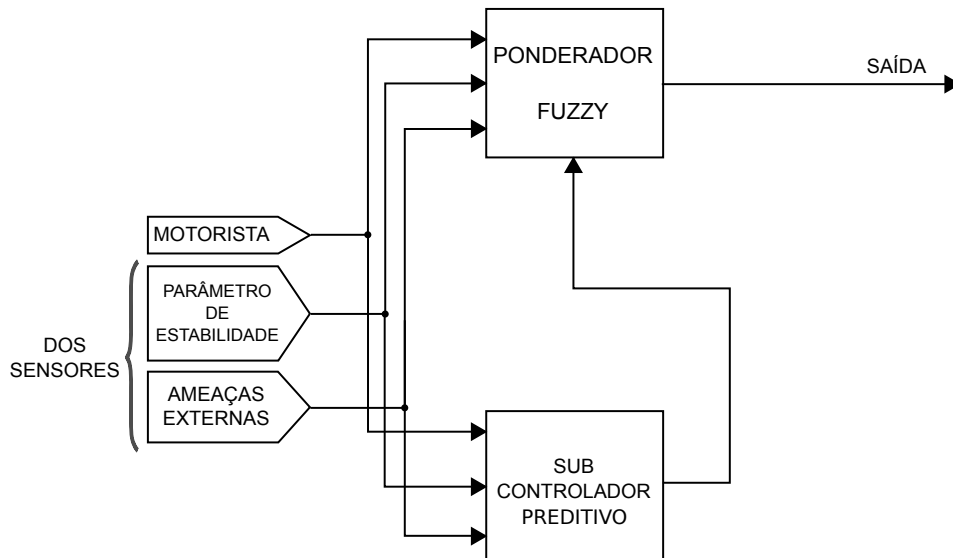 PONDERADOR
FUZZY
SAÍDA
MOTORISTA
PARÂMETRO
DE
ESTABILIDADE
DOS
SENSORES
AMEAÇAS
EXTERNAS
SUB
CONTROLADOR
PREDITIVO